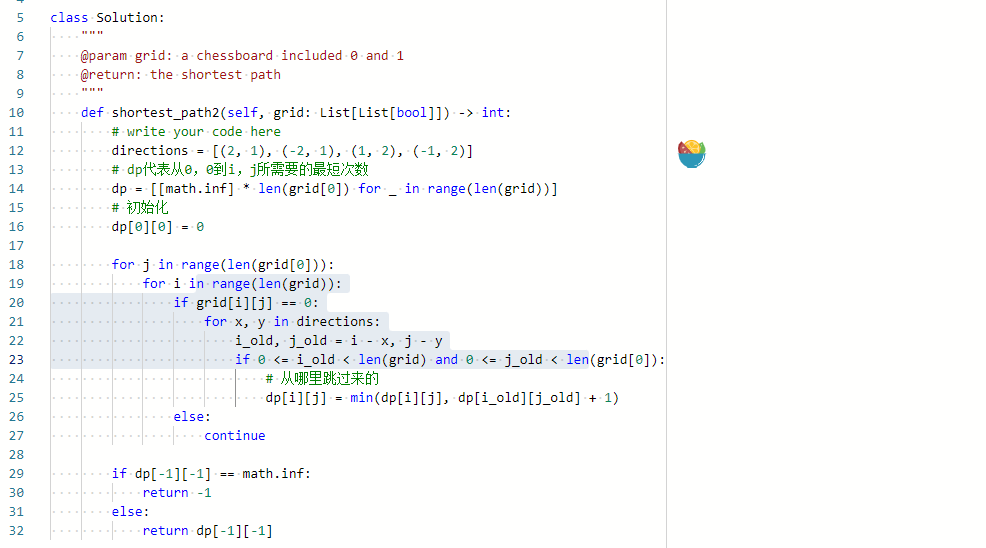 5 class Solution:
6     """
7     @param grid: a chessboard included 0 and 1
8     @return: the shortest path
9     """
10     def shortest_path2(self, grid: List[List[bool]]) -> int:
11         # write your code here
12         directions = [(2, 1), (-2, 1), (1, 2), (-1, 2)]
13         # dp代表从0，0到i，j所需要的最短次数
14         dp = [[math.inf] * len(grid[0]) for _ in range(len(grid))]
15         # 初始化
16         dp[0][0] = 0
17
18         for j in range(len(grid[0])):
19             for i in range(len(grid)):
20                 if grid[i][j] == 0:
21                     for x, y in directions:
22                         i_old, j_old = i - x, j - y
23                         if 0 <= i_old < len(grid) and 0 <= j_old < len(grid[0]):
24                             # 从哪里跳过来的
25                             dp[i][j] = min(dp[i][j], dp[i_old][j_old] + 1)
26                 else:
27                     continue
28
29         if dp[-1][-1] == math.inf:
30             return -1
31         else:
32             return dp[-1][-1]